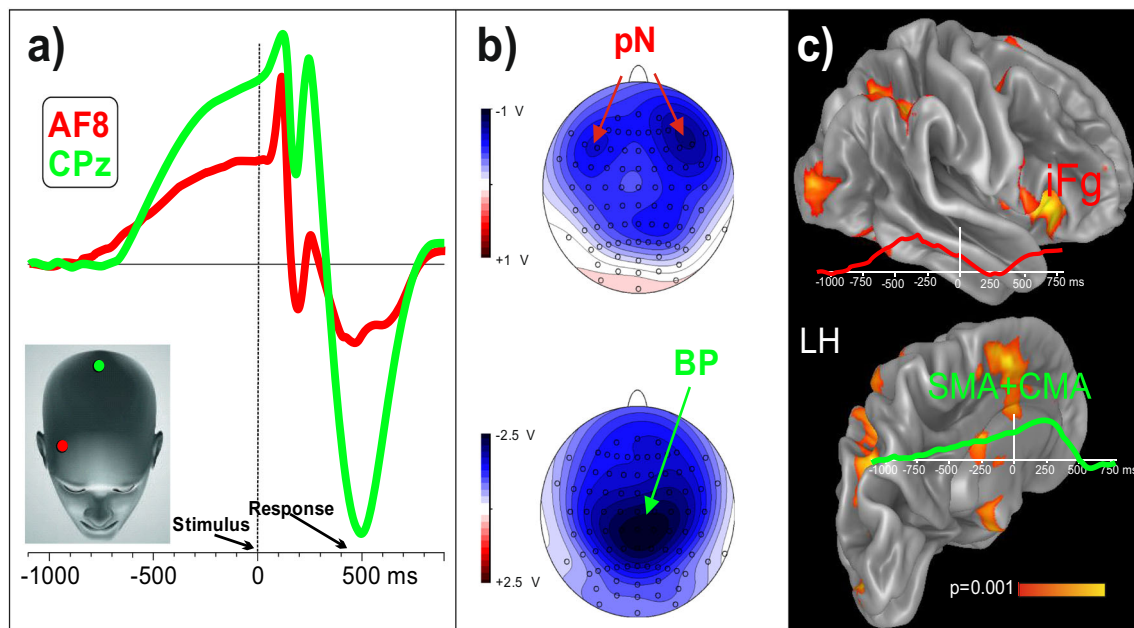 a)
AF8
CPz
Stimulus
Response
-1000 -500 0 500 ms
b)
pN
-1 V
+1 V
BP
-2.5 V
+2.5 V
c)
iFg
-1000 -750 -500 -250 0 250 500 750 ms
LH
SMA+CMA
-1000 -750 -500 -250 0 250 500 750 ms
p=0.001